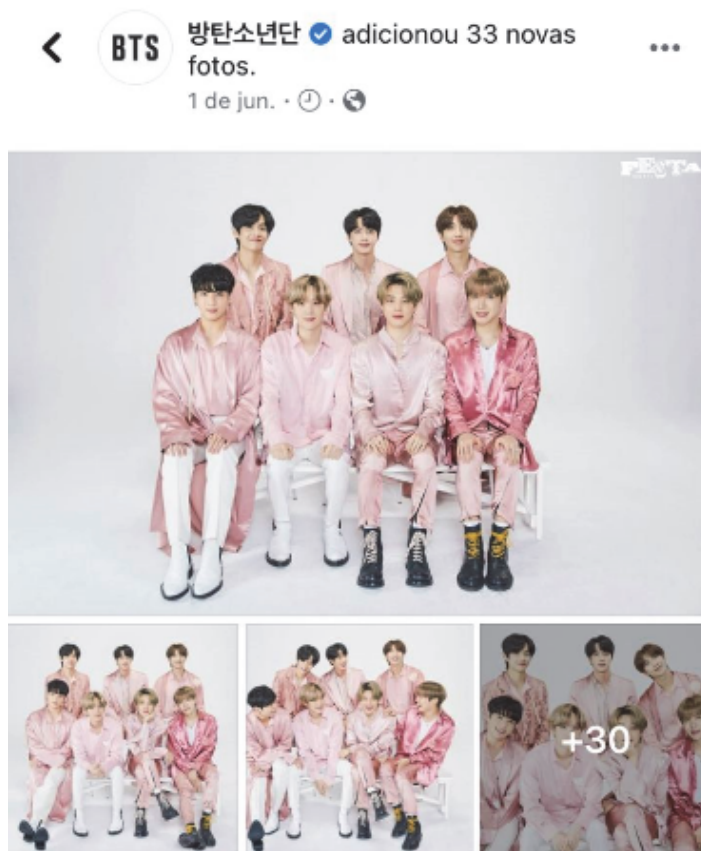 BTS
방탄소년단 adicionou 33 novas
fotos.
1 de jun.
FESTA
+30